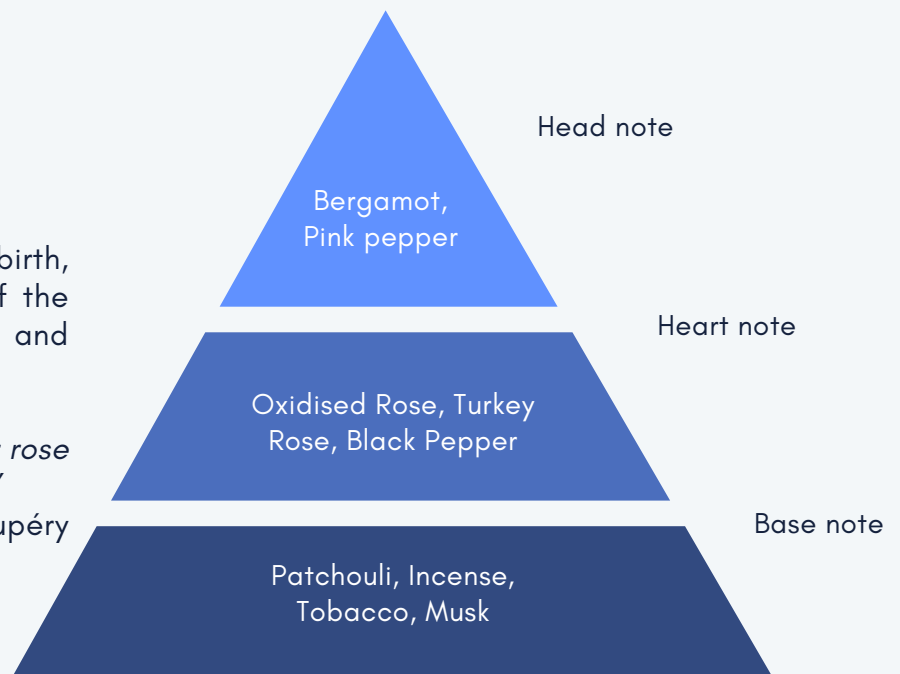 Head note
Bergamot,
Pink pepper
birth,
the
and
Heart note
Oxidised Rose, Turkey
Rose, Black Pepper
rose
Base note
Patchouli, Incense,
Tobacco, Musk